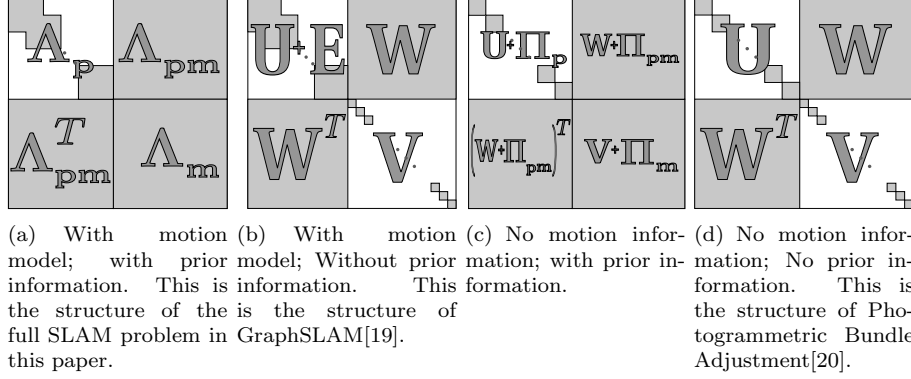 Λp Λpm
Λpm^T Λm
U+E W
W^T V
U+Πp W+Πpm
(W+Πpm)^T V+Πm
U W
W^T V
(a) With motion
model; with prior
information. This is
the structure of the
full SLAM problem in
this paper.
(b) With motion
model; Without prior
information. This
is the structure of
GraphSLAM[19].
(c) No motion infor-
mation; with prior in-
formation.
(d) No motion infor-
mation; No prior in-
formation. This is
the structure of Pho-
togrammetric Bundle
Adjustment[20].